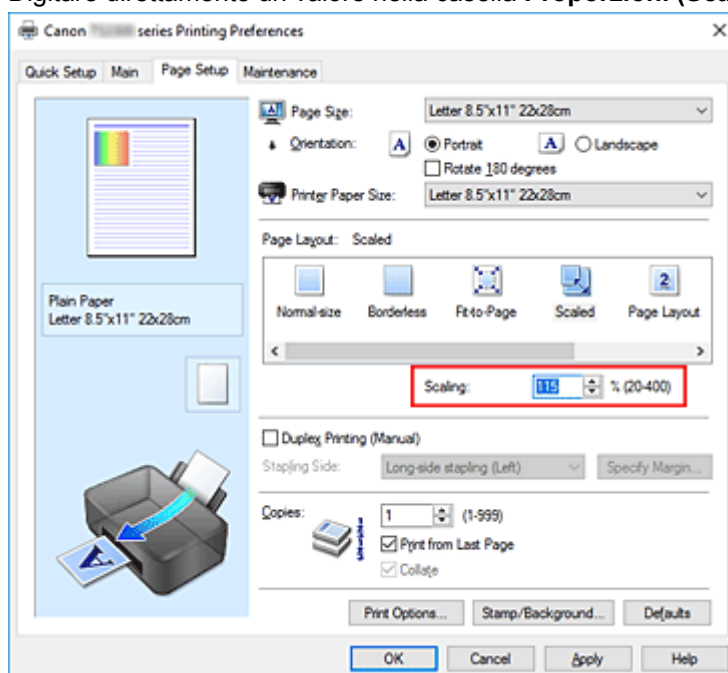 Digitare direttamente un valore nella casella Proporzioni (Sca
Canon series Printing Preferences
Quick Setup Main Page Setup Maintenance
Page Size: Letter 8.5"x11" 22x28cm
Orientation: A Portrait A Landscape
Rotate 180 degrees
Printer Paper Size: Letter 8.5"x11" 22x28cm
Page Layout: Scaled
2
Normal-size Borderless Fit-to-Page Scaled Page Layout
Plain Paper
Letter 8.5"x11" 22x28cm
Scaling: 115 % (20-400)
Duplex Printing (Manual)
Stapling Side: Long-side stapling (Left) Specify Margin...
Copies: 1 (1-999)
Print from Last Page
Collate
A
Print Options... Stamp/Background... Defaults
OK Cancel Apply Help